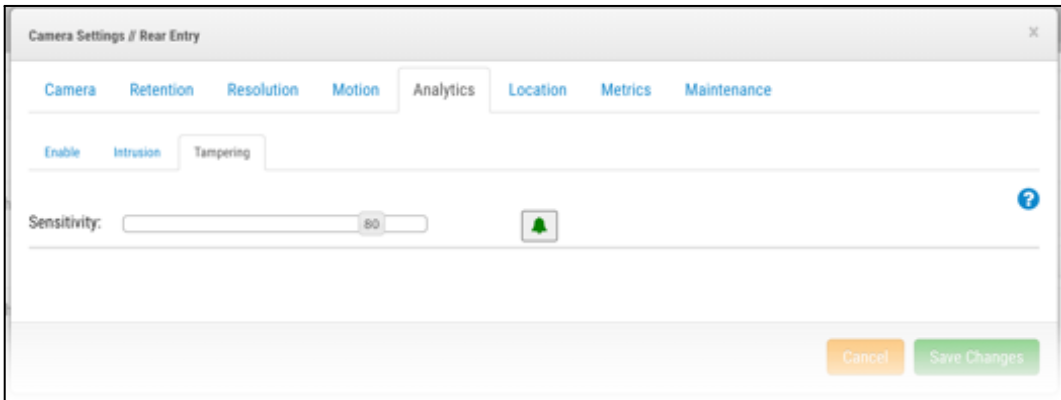 Camera Settings // Rear Entry ×
Camera Retention Resolution Motion Analytics Location Metrics Maintenance
Enable Intrusion Tampering
?
Sensitivity: 80
Cancel Save Changes